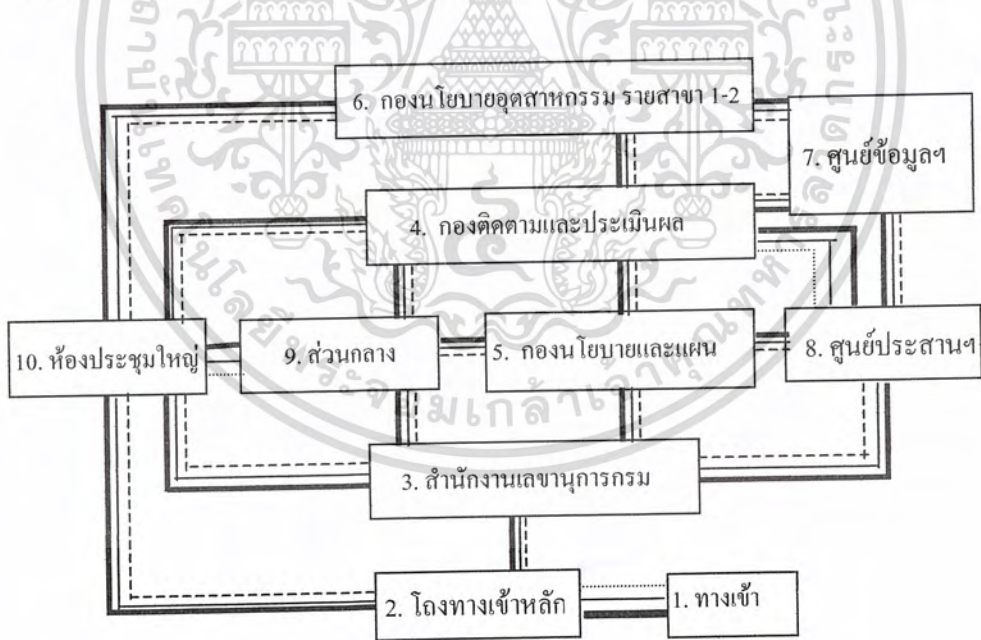 6. กองนโยบายอุตสาหกรรม รายสาขา 1-2
7. ศูนย์ข้อมูลฯ
4. กองติดตามและประเมินผล
10. ห้องประชุมใหญ่
9. ส่วนกลาง
5. กองนโยบายและแผน
8. ศูนย์ประสานฯ
3. สำนักงานเลขานุการกรม
2. โถงทางเข้าหลัก
1. ทางเข้า